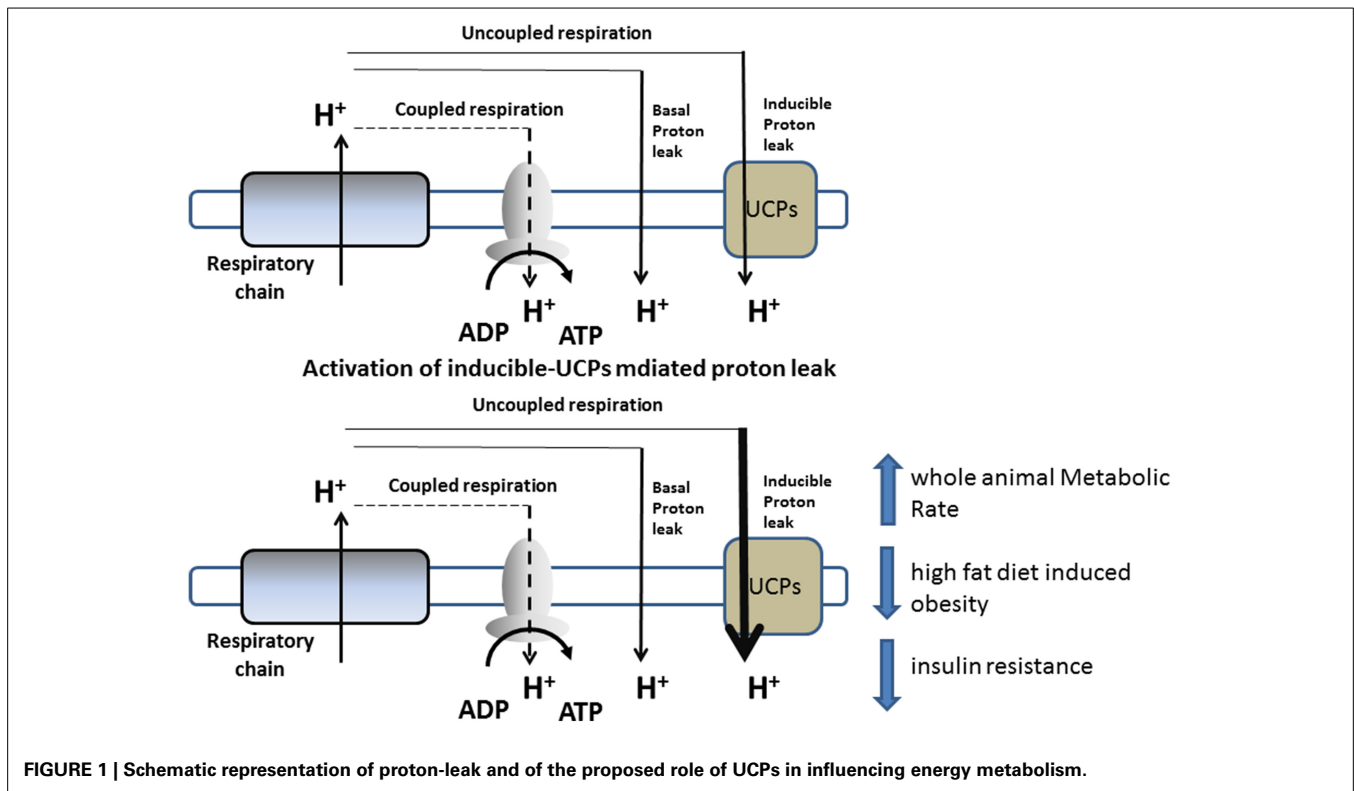 Uncoupled respiration
H+
Coupled respiration
Basal
Proton
leak
Inducible
Proton
leak
UCPs
Respiratory
chain
ADP
H+
ATP
H+
H+
Activation of inducible-UCPs mdiated proton leak
Uncoupled respiration
H+
Coupled respiration
Basal
Proton
leak
Inducible
Proton
leak
UCPs
Respiratory
chain
ADP
H+
ATP
H+
H+
whole animal Metabolic
Rate
high fat diet induced
obesity
insulin resistance
FIGURE 1 | Schematic representation of proton-leak and of the proposed role of UCPs in influencing energy metabolism.